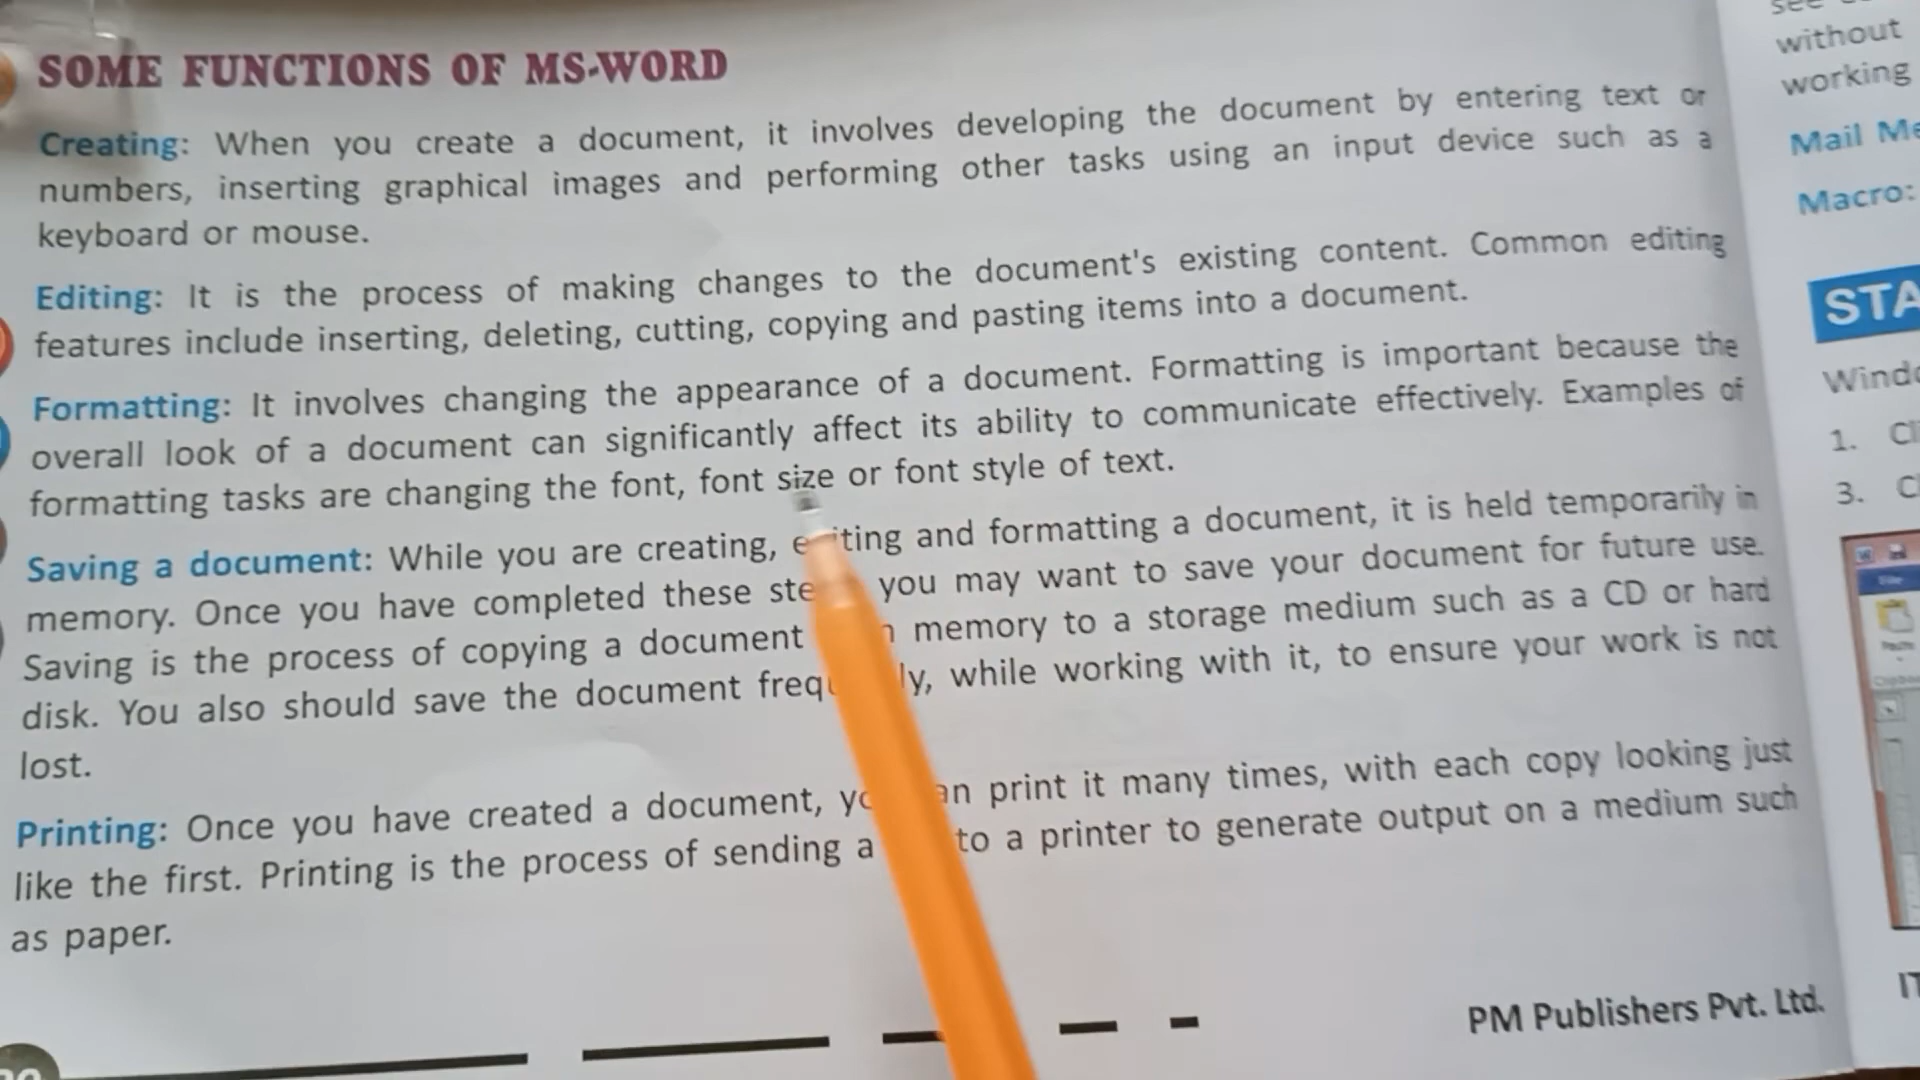 SOME FUNCTIONS OF MS-WORD
Creating: When you create a document, it involves developing the document by entering text or
numbers, inserting graphical images and performing other tasks using an input device such as a
keyboard or mouse.
Editing: It is the process of making changes to the document's existing content. Common editing
features include inserting, deleting, cutting, copying and pasting items into a document.
Formatting: It involves changing the appearance of a document. Formatting is important because the
overall look of a document can significantly affect its ability to communicate effectively. Examples of
formatting tasks are changing the font, font size or font style of text.
Saving a document: While you are creating, and formatting a document, it is held temporarily in
memory. Once you have completed these you may want to save your document for future use.
Saving is the process of copying a document memory to a storage medium such as a CD or hard
disk. You also should save the document while working with it, to ensure your work is not
lost.
Printing: Once you have created a document, print it many times, with each copy looking just
like the first. Printing is the process of sending a to a printer to generate output on a medium such
as paper.
PM Publishers Pvt. Ltd.
without
working
Mail
Macro:
1.
3.